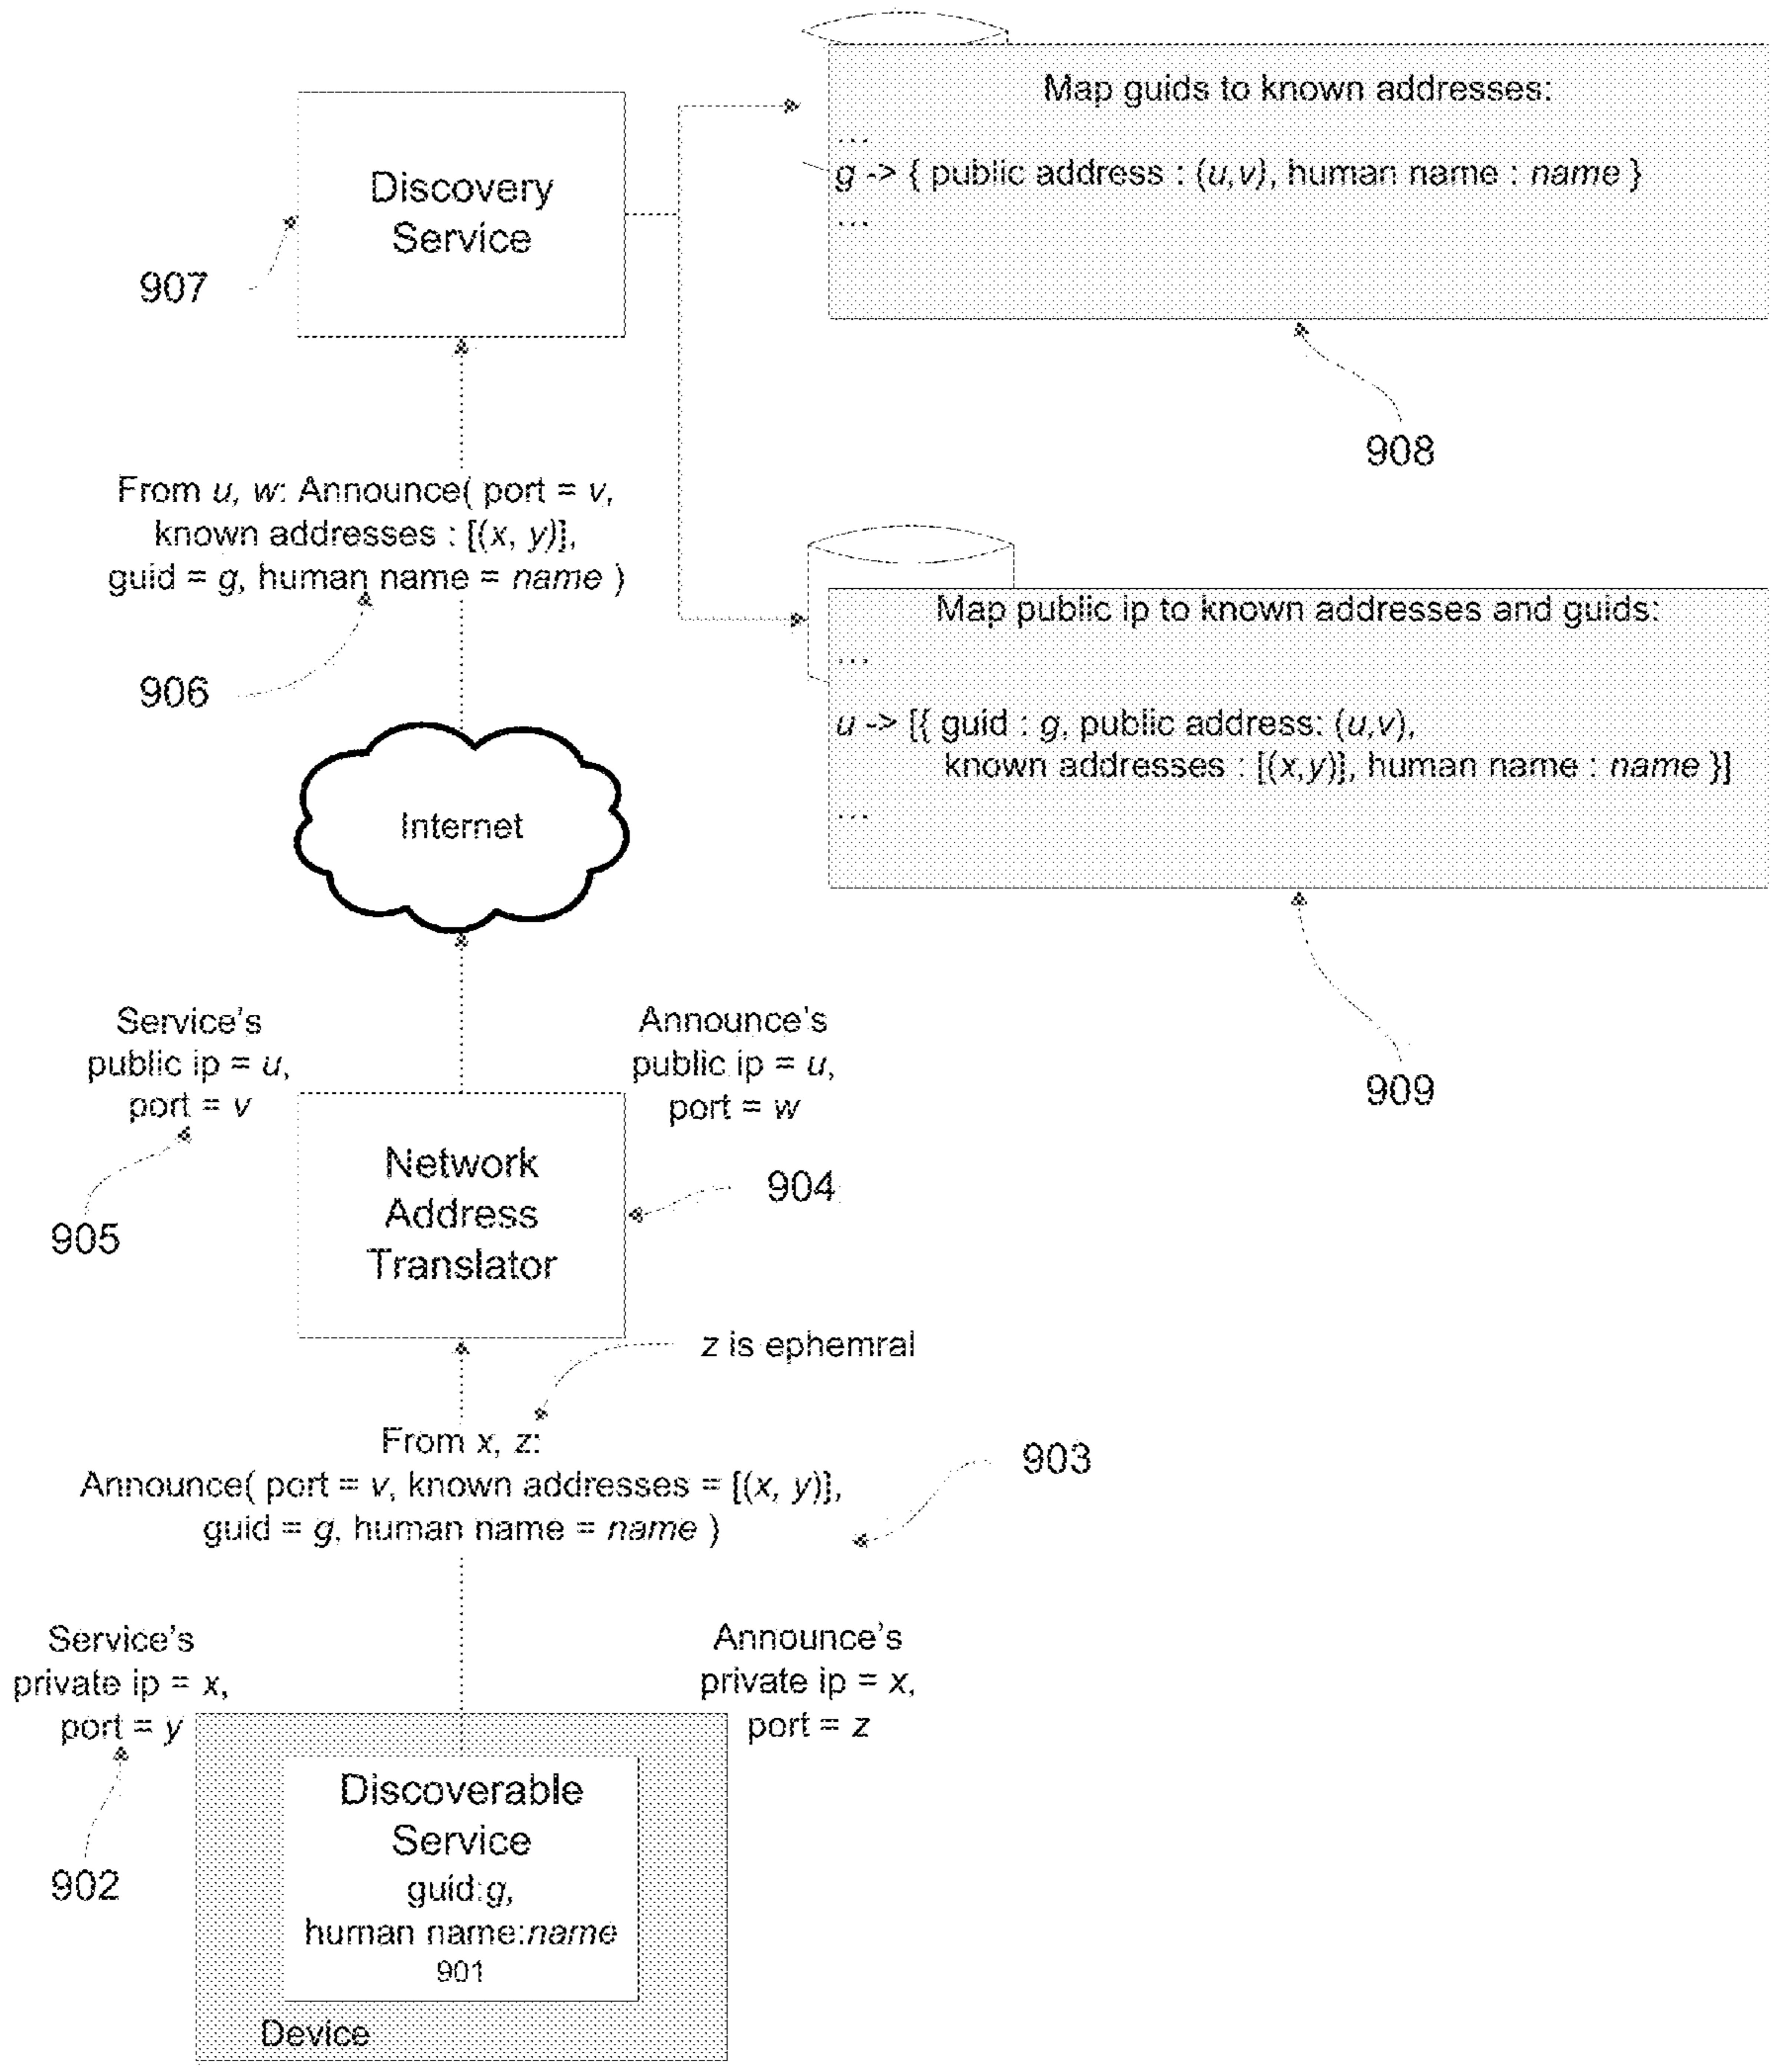 Map guids to known addresses:
...
g -> { public address : (u,v), human name : name }
...
Discovery
Service
907
908
From u, w: Announce( port = v,
known addresses : [(x, y)],
guid = g, human name = name )
906
Map public ip to known addresses and guids:
...
u -> [{ guid : g, public address: (u,v),
known addresses : [(x,y)], human name : name }]
...
Internet
909
Service's
public ip = u,
port = v
Announce's
public ip = u,
port = w
905
Network
Address
Translator
904
z is ephemral
From x, z:
Announce( port = v, known addresses = [(x, y)],
guid = g, human name = name )
903
Service's
private ip = x,
port = y
Announce's
private ip = x,
port = z
902
Discoverable
Service
guid:g,
human name:name
901
Device